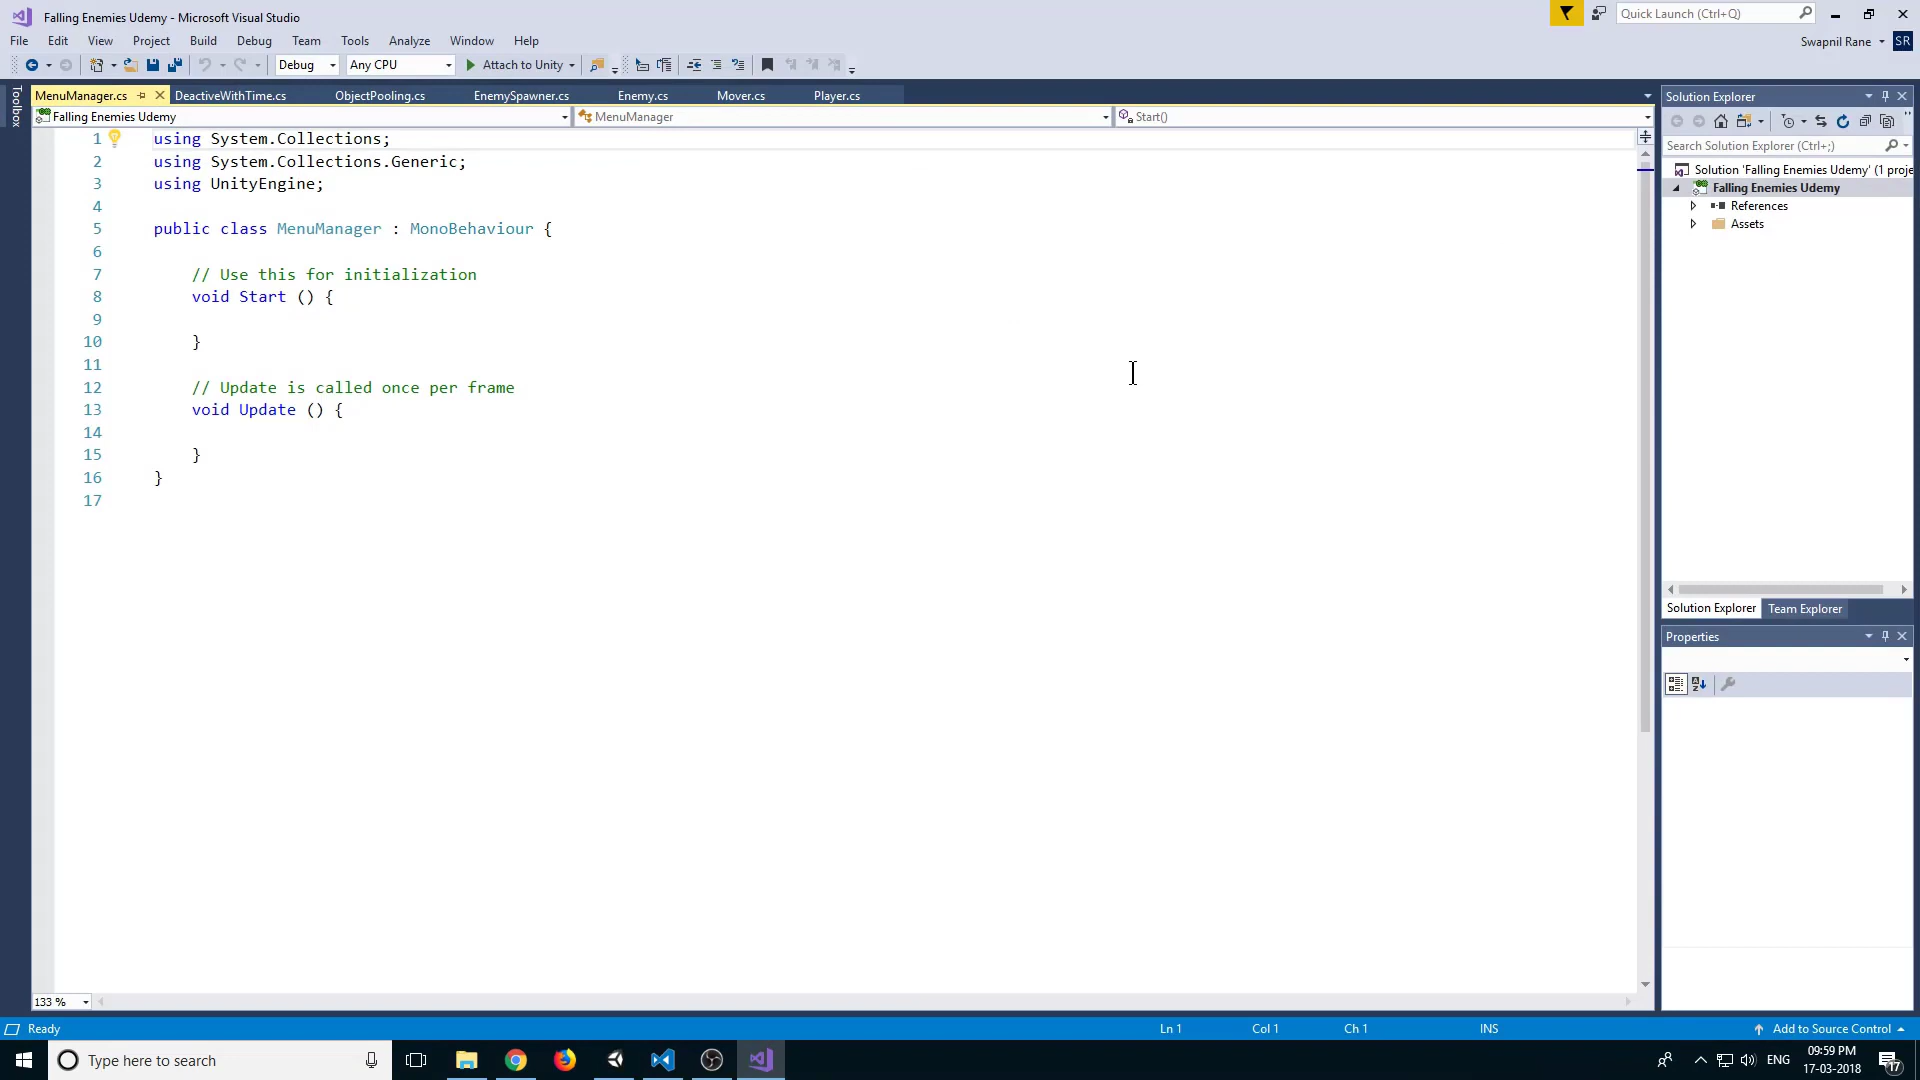 Falling Enemies Udemy - Microsoft Visual Studio
Quick Launch (Ctrl+Q)
File Edit View Project Build Debug Team Tools Analyze Window Help
Swapnil Rane SR
Debug Any CPU Attach to Unity
Toolbox
MenuManager.cs DeactiveWithTime.cs ObjectPooling.cs EnemySpawner.cs Enemy.cs Mover.cs Player.cs
Falling Enemies Udemy MenuManager Start()
1 using System.Collections;
2 using System.Collections.Generic;
3 using UnityEngine;
4
5 public class MenuManager : MonoBehaviour {
6
7 // Use this for initialization
8 void Start () {
9
10 }
11
12 // Update is called once per frame
13 void Update () {
14
15 }
16 }
17
Solution Explorer
Search Solution Explorer (Ctrl+;)
Solution 'Falling Enemies Udemy' (1 proje
Falling Enemies Udemy
References
Assets
Solution Explorer Team Explorer
Properties
133 %
Ready Ln 1 Col 1 Ch 1 INS Add to Source Control
Type here to search
ENG
09:59 PM
17-03-2018
17